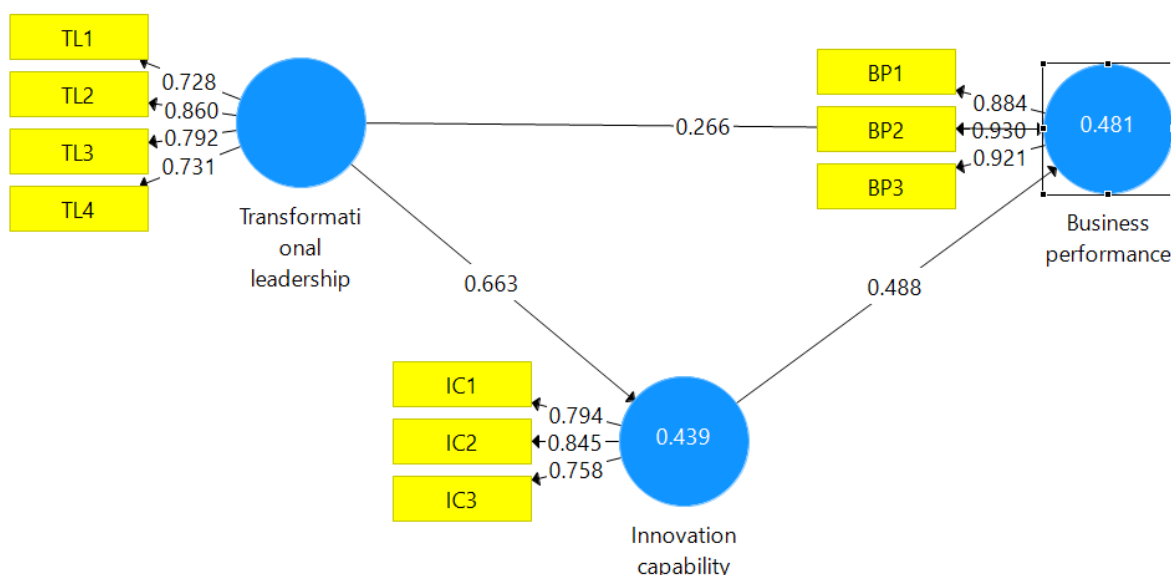 TL1
TL2
TL3
TL4
0.728
0.860
0.792
0.731
Transformati
onal
leadership
0.266
BP1
BP2
BP3
0.884
0.930
0.921
0.481
Business
performance
0.663
0.488
IC1
IC2
IC3
0.794
0.845
0.758
0.439
Innovation
capability